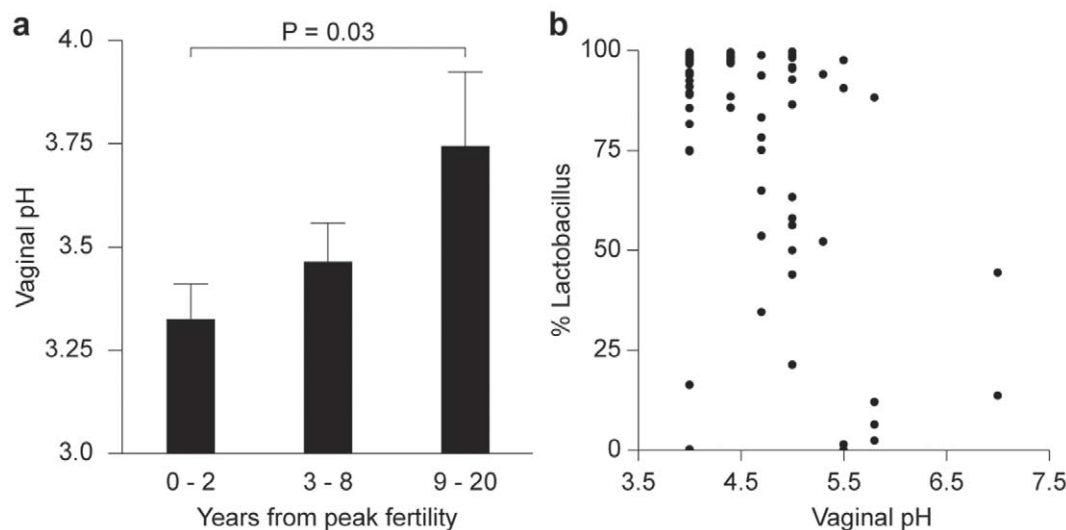 a
P = 0.03
4.0
3.75
3.5
3.25
3.0
Vaginal pH
0 - 2
3 - 8
9 - 20
Years from peak fertility
b
100
75
50
25
0
% Lactobacillus
3.5
4.5
5.5
6.5
7.5
Vaginal pH